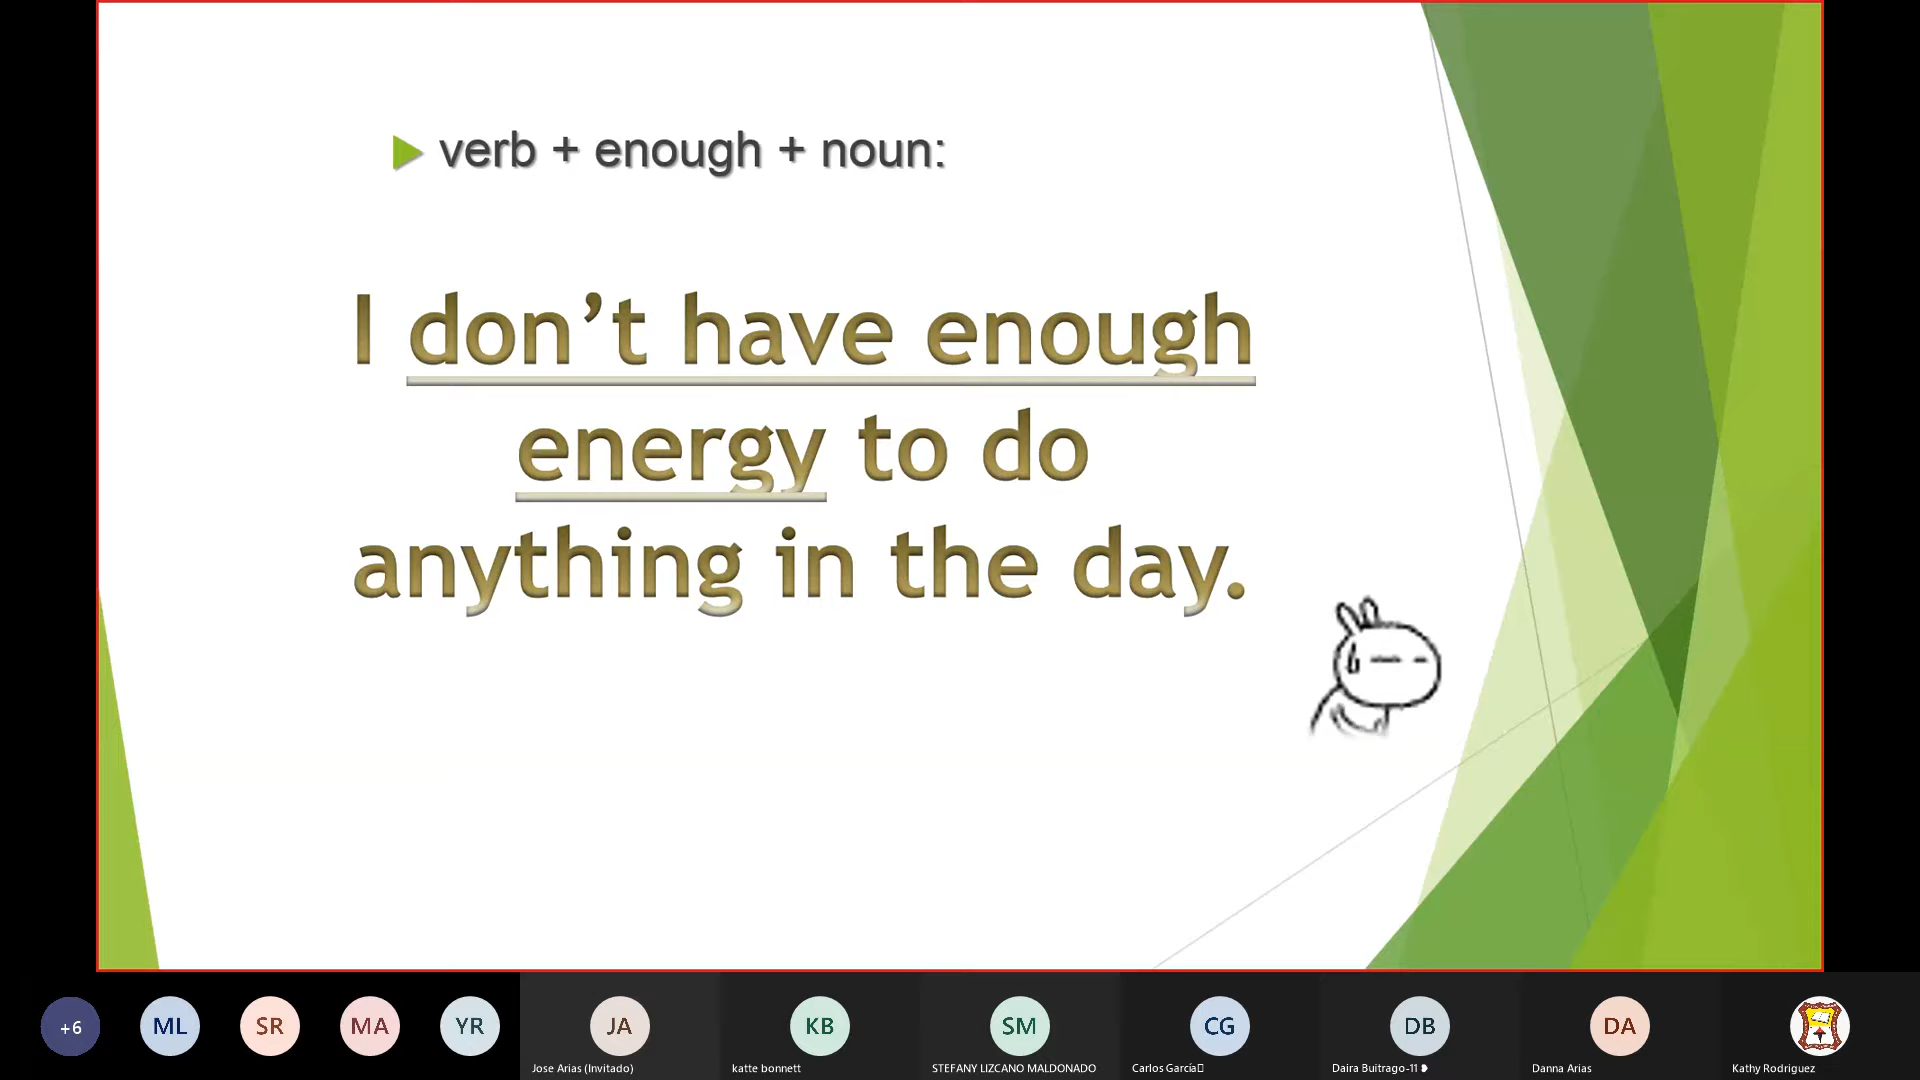 verb + enough + noun:
I don’t have enough
energy to do
anything in the day.
+6
ML
SR
MA
YR
JA
KB
SM
CG
DB
DA
Jose Arias (Invitado)
katte bonnett
STEFANY LIZCANO MALDONADO
Carlos García
Daira Buitrago-11
Danna Arias
Kathy Rodriguez